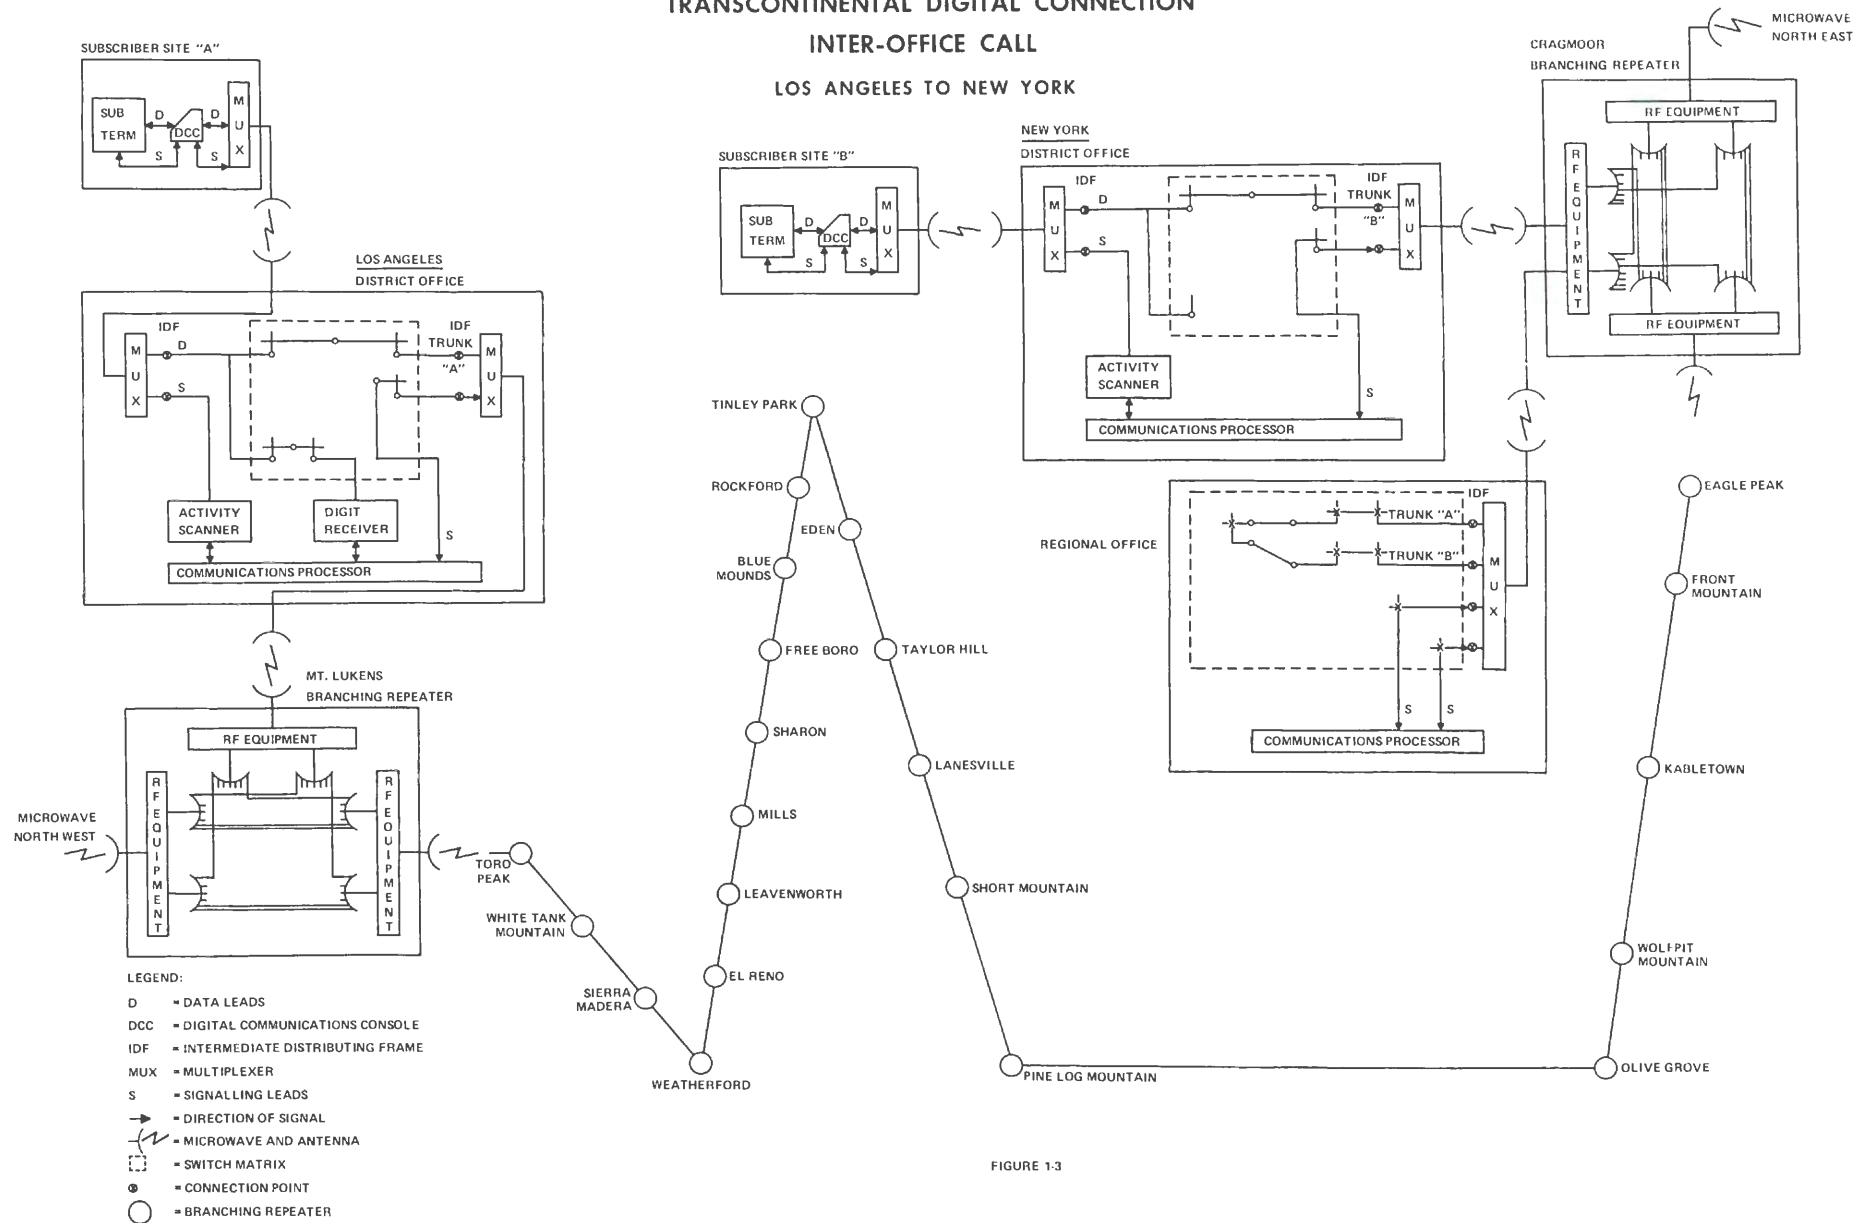 TRANSCONTINENTAL DIGITAL CONNECTION
INTER-OFFICE CALL
LOS ANGELES TO NEW YORK
SUBSCRIBER SITE "A"
SUB
TERM
D
DCC
D
S
S
M
U
X
LOS ANGELES
DISTRICT OFFICE
M
U
X
IDF
D
S
IDF
TRUNK
"A"
M
U
X
ACTIVITY
SCANNER
DIGIT
RECEIVER
S
COMMUNICATIONS PROCESSOR
MT. LUKENS
BRANCHING REPEATER
RF EQUIPMENT
R
F
E
Q
U
I
P
M
E
N
T
R
F
E
Q
U
I
P
M
E
N
T
MICROWAVE
NORTH WEST
SUBSCRIBER SITE "B"
SUB
TERM
D
DCC
D
S
S
M
U
X
NEW YORK
DISTRICT OFFICE
M
U
X
IDF
D
S
IDF
TRUNK
"B"
M
U
X
ACTIVITY
SCANNER
S
COMMUNICATIONS PROCESSOR
CRAGMOOR
BRANCHING REPEATER
MICROWAVE
NORTH EAST
RF EQUIPMENT
R
F
E
Q
U
I
P
M
E
N
T
RF EQUIPMENT
REGIONAL OFFICE
IDF
TRUNK "A"
TRUNK "B"
M
U
X
S
S
COMMUNICATIONS PROCESSOR
TORO
PEAK
WHITE TANK
MOUNTAIN
SIERRA
MADERA
WEATHERFORD
EL RENO
LEAVENWORTH
MILLS
SHARON
FREE BORO
BLUE
MOUNDS
ROCKFORD
TINLEY PARK
EDEN
TAYLOR HILL
LANESVILLE
SHORT MOUNTAIN
PINE LOG MOUNTAIN
OLIVE GROVE
WOLFPIT
MOUNTAIN
KABLETOWN
FRONT
MOUNTAIN
EAGLE PEAK
LEGEND:
D = DATA LEADS
DCC = DIGITAL COMMUNICATIONS CONSOLE
IDF = INTERMEDIATE DISTRIBUTING FRAME
MUX = MULTIPLEXER
S = SIGNALLING LEADS
= DIRECTION OF SIGNAL
= MICROWAVE AND ANTENNA
= SWITCH MATRIX
= CONNECTION POINT
= BRANCHING REPEATER
FIGURE 1-3